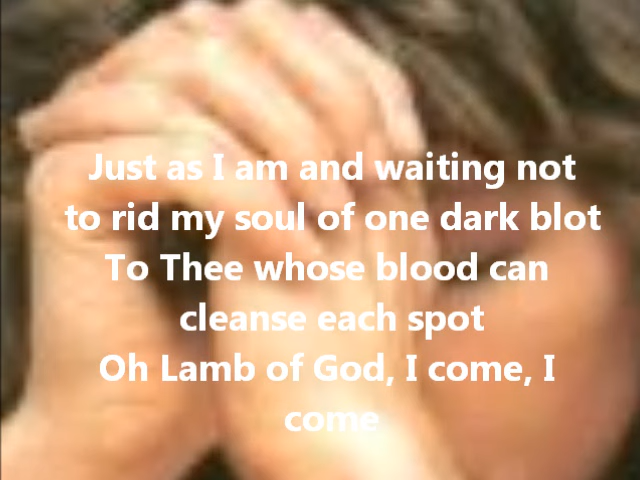 Just as I am and waiting not
to rid my soul of one dark blot
To Thee whose blood can
cleanse each spot
Oh Lamb of God, I come, I
come